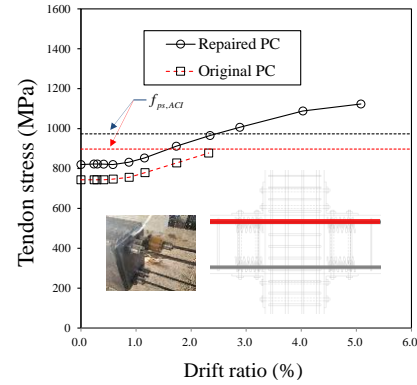 1600
1400
1200
1000
800
600
400
200
0
Tendon stress (MPa)
Repaired PC
Original PC
f_ps,ACI
0.0 1.0 2.0 3.0 4.0 5.0 6.0
Drift ratio (%)